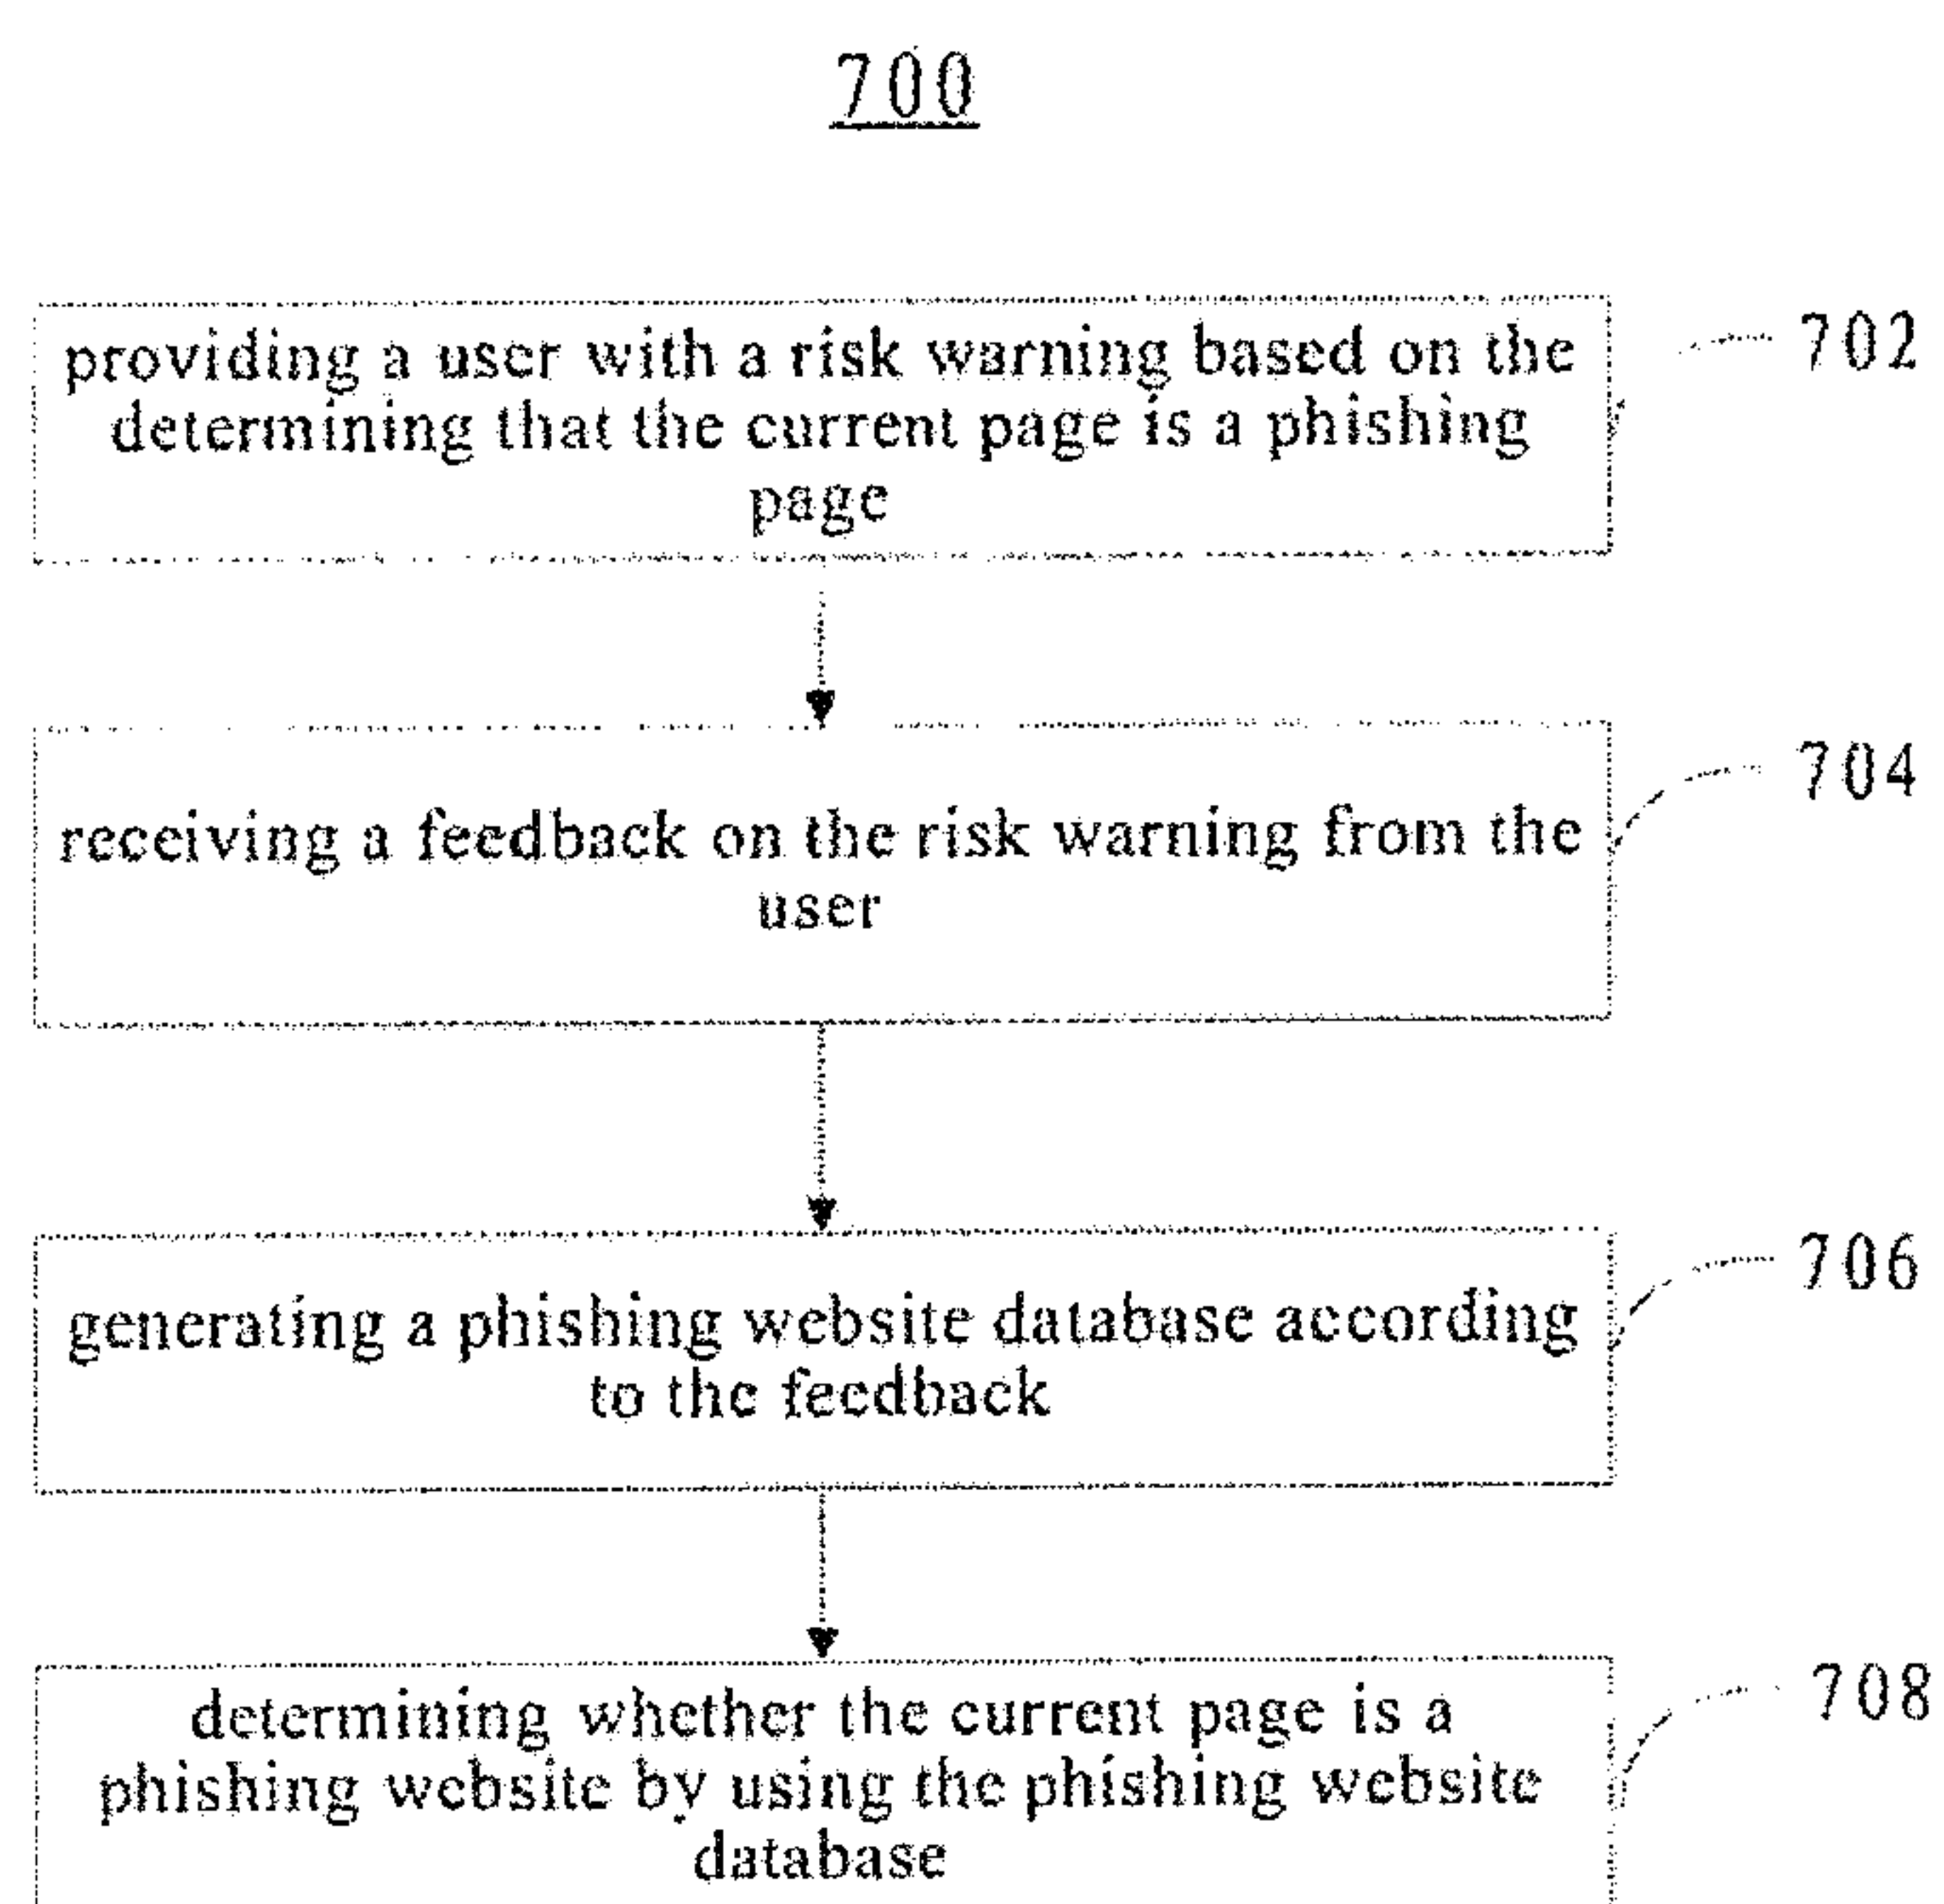 700
providing a user with a risk warning based on the
702
determining that the current page is a phishing
page
704
receiving a feedback on the risk warning from the
user
706
generating a phishing website database according
to the feedback
708
determining whether the current page is a
phishing website by using the phishing website
database